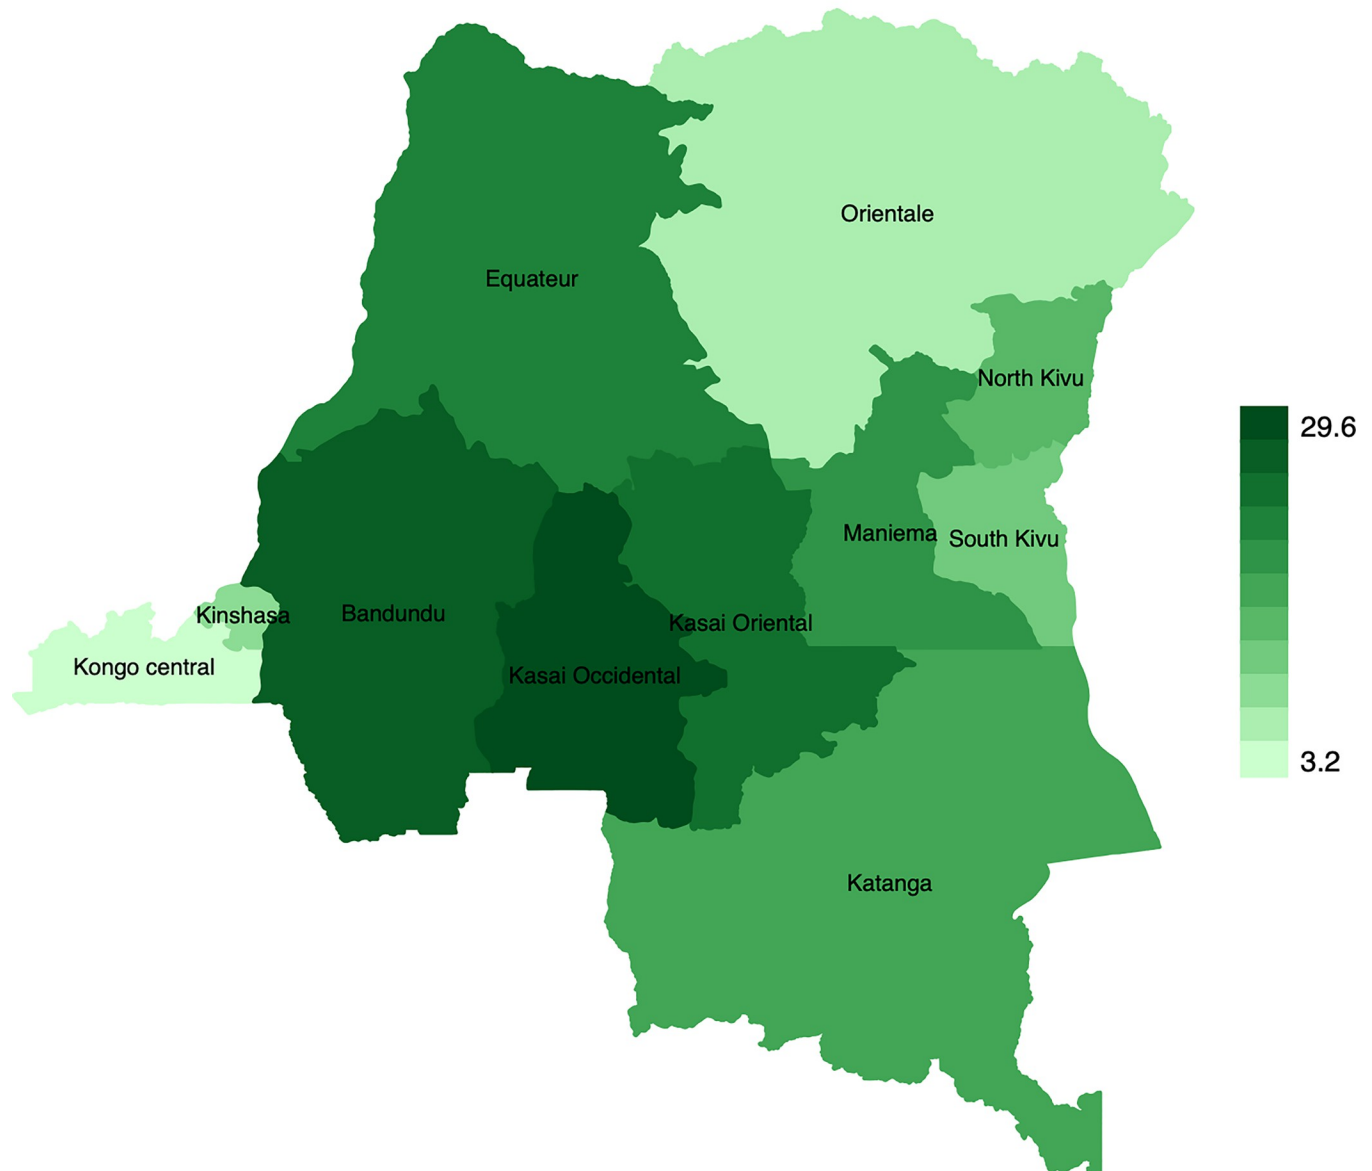 Orientale
Equateur
North Kivu
29.6
Maniema
South Kivu
Kinshasa
Bandundu
Kasai Oriental
Kongo central
Kasai Occidental
3.2
Katanga